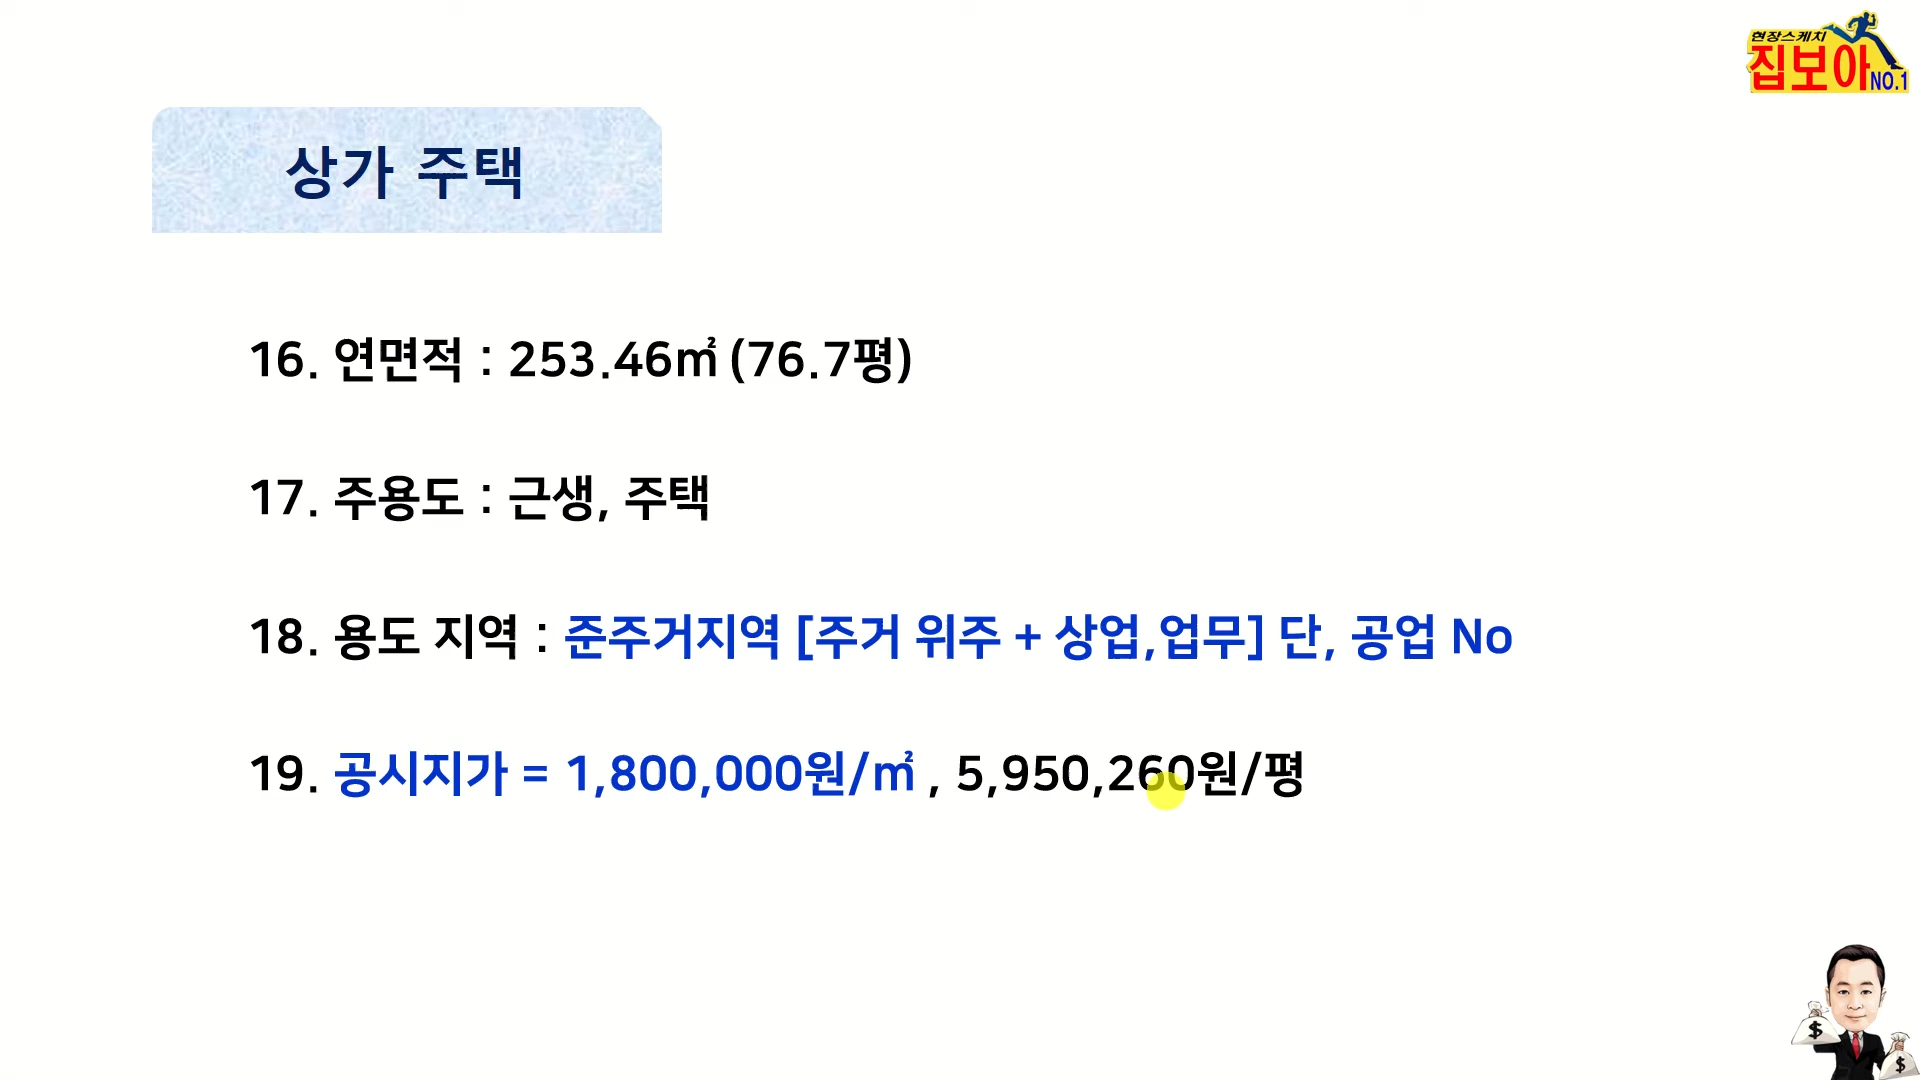 현장스케치
집보아 NO.1
상가 주택
16. 연면적 : 253.46㎡ (76.7평)
17. 주용도 : 근생, 주택
18. 용도 지역 : 준주거지역 [주거 위주 + 상업,업무] 단, 공업 No
19. 공시지가 = 1,800,000원/㎡ , 5,950,260원/평
$
$